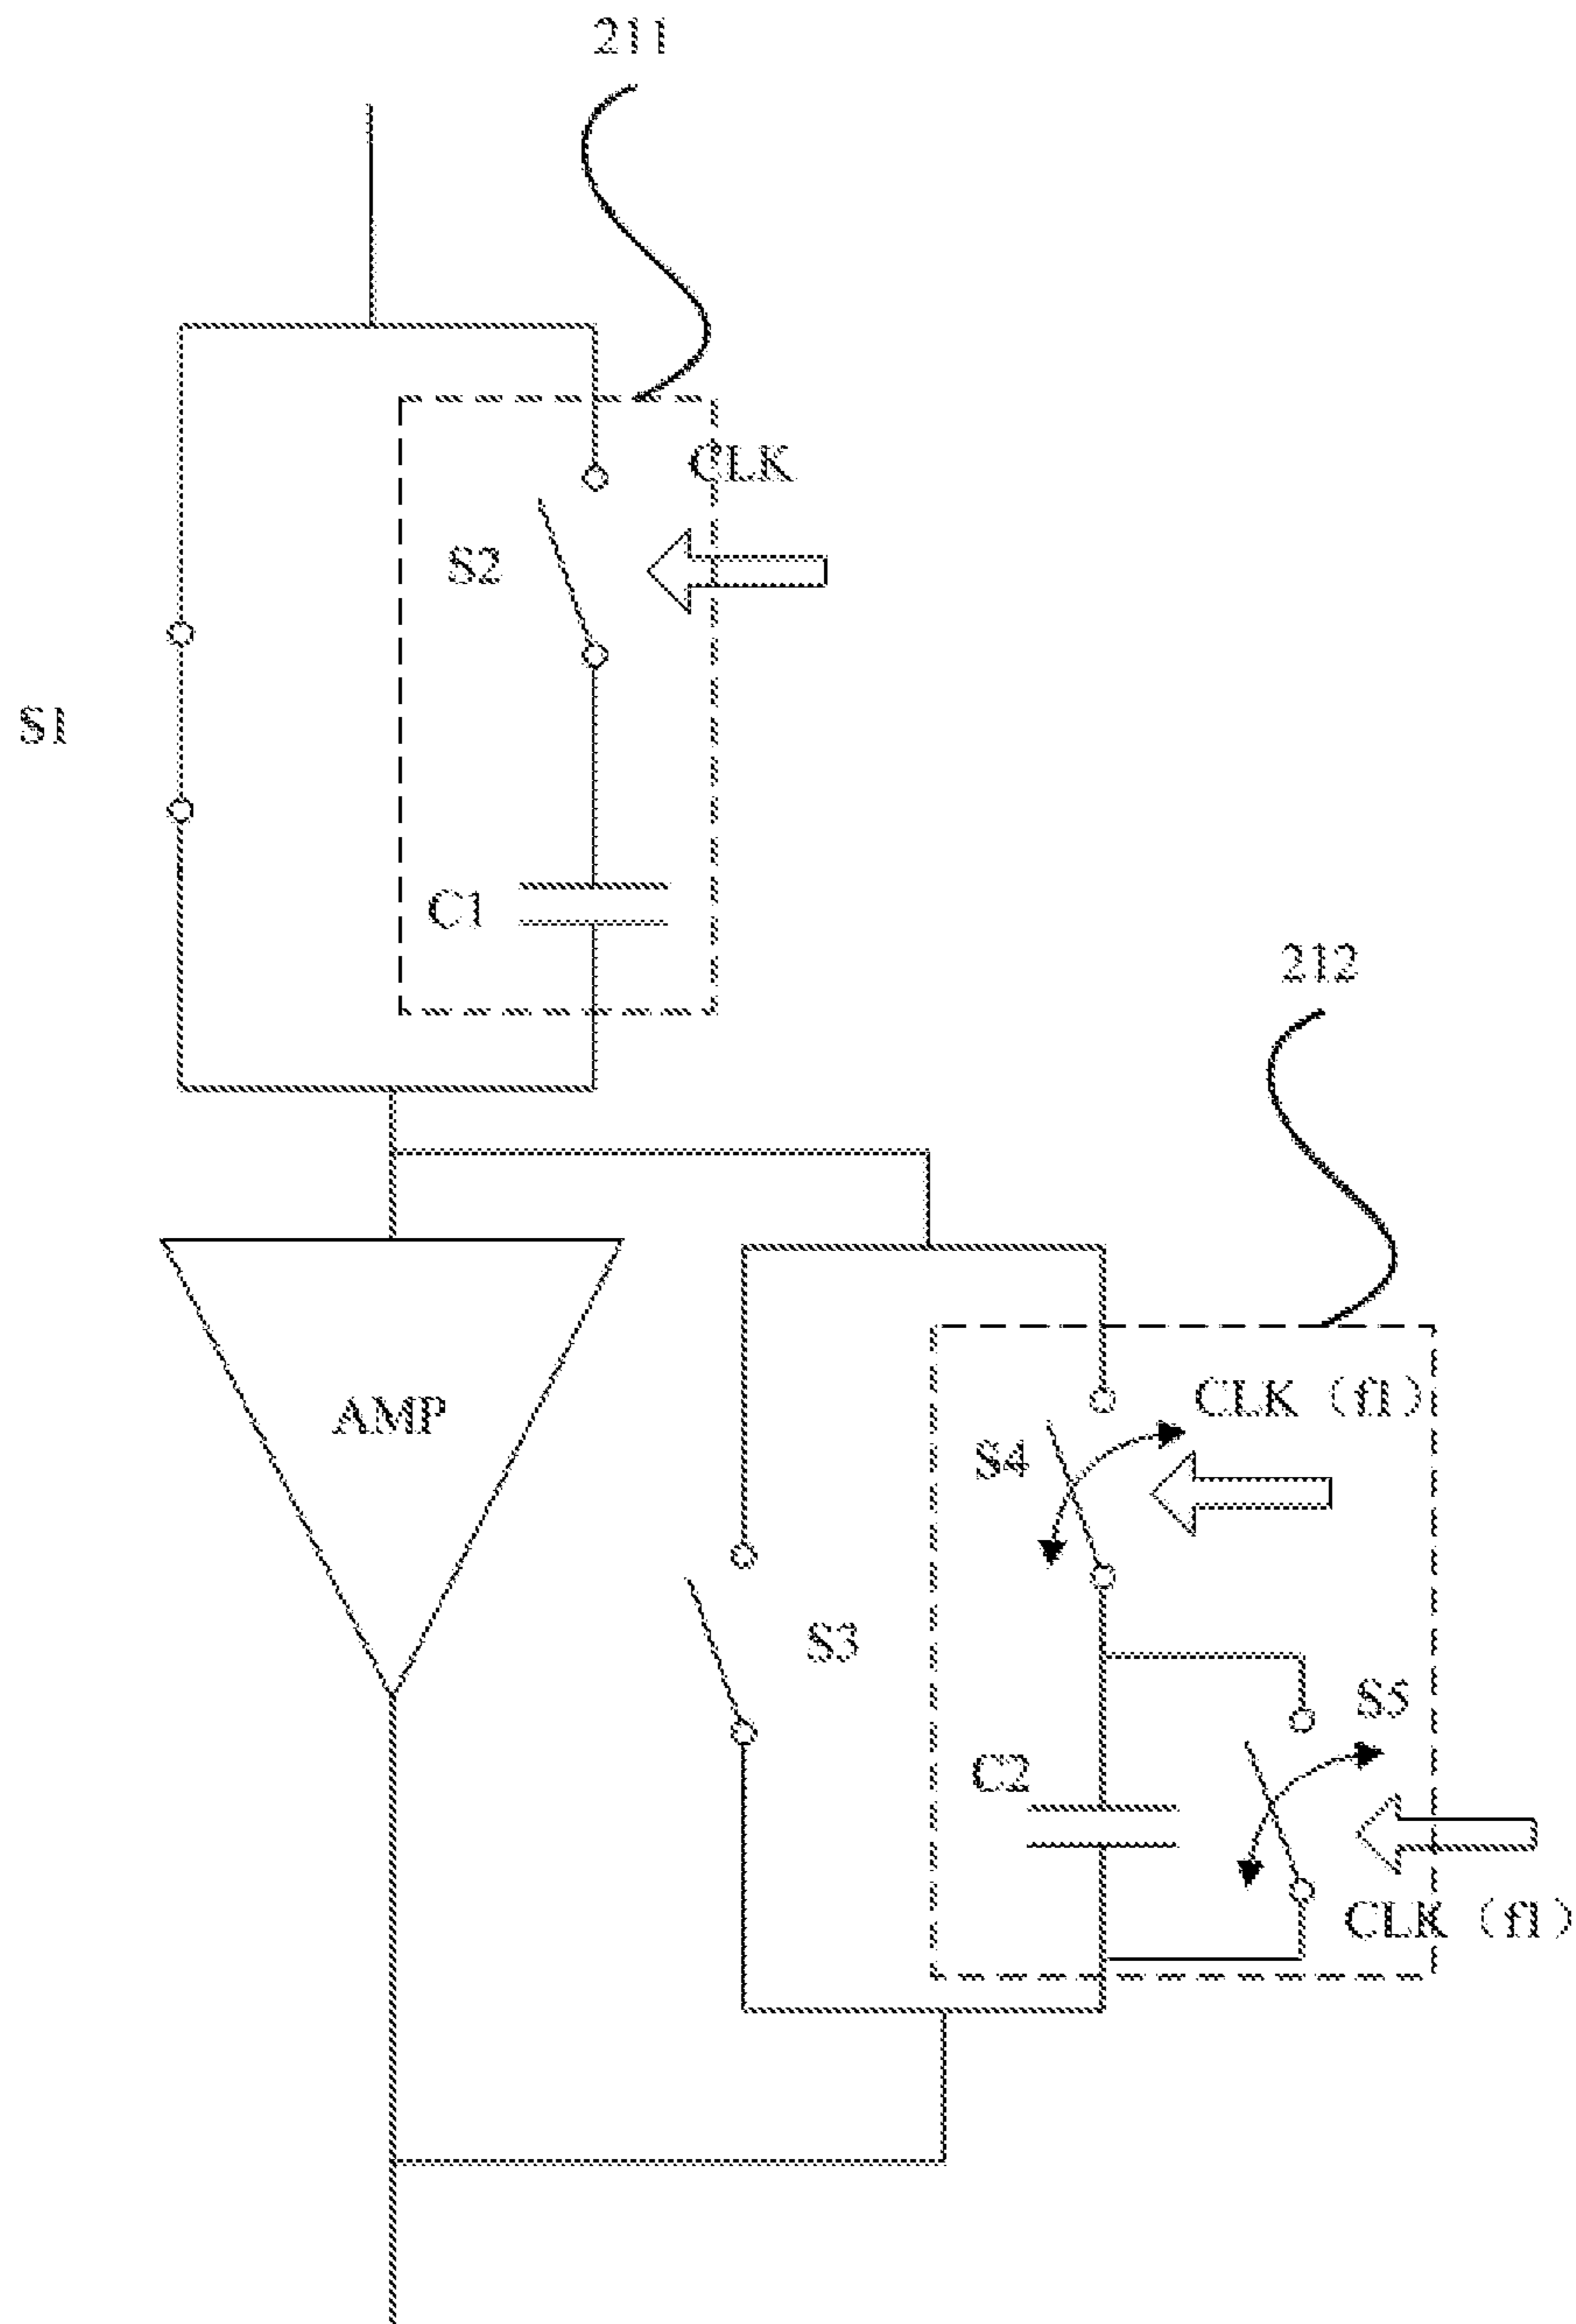 211
CLK
S2
S1
C1
212
AMP
CLK（f1）
S4
S3
S5
C2
CLK（f1）